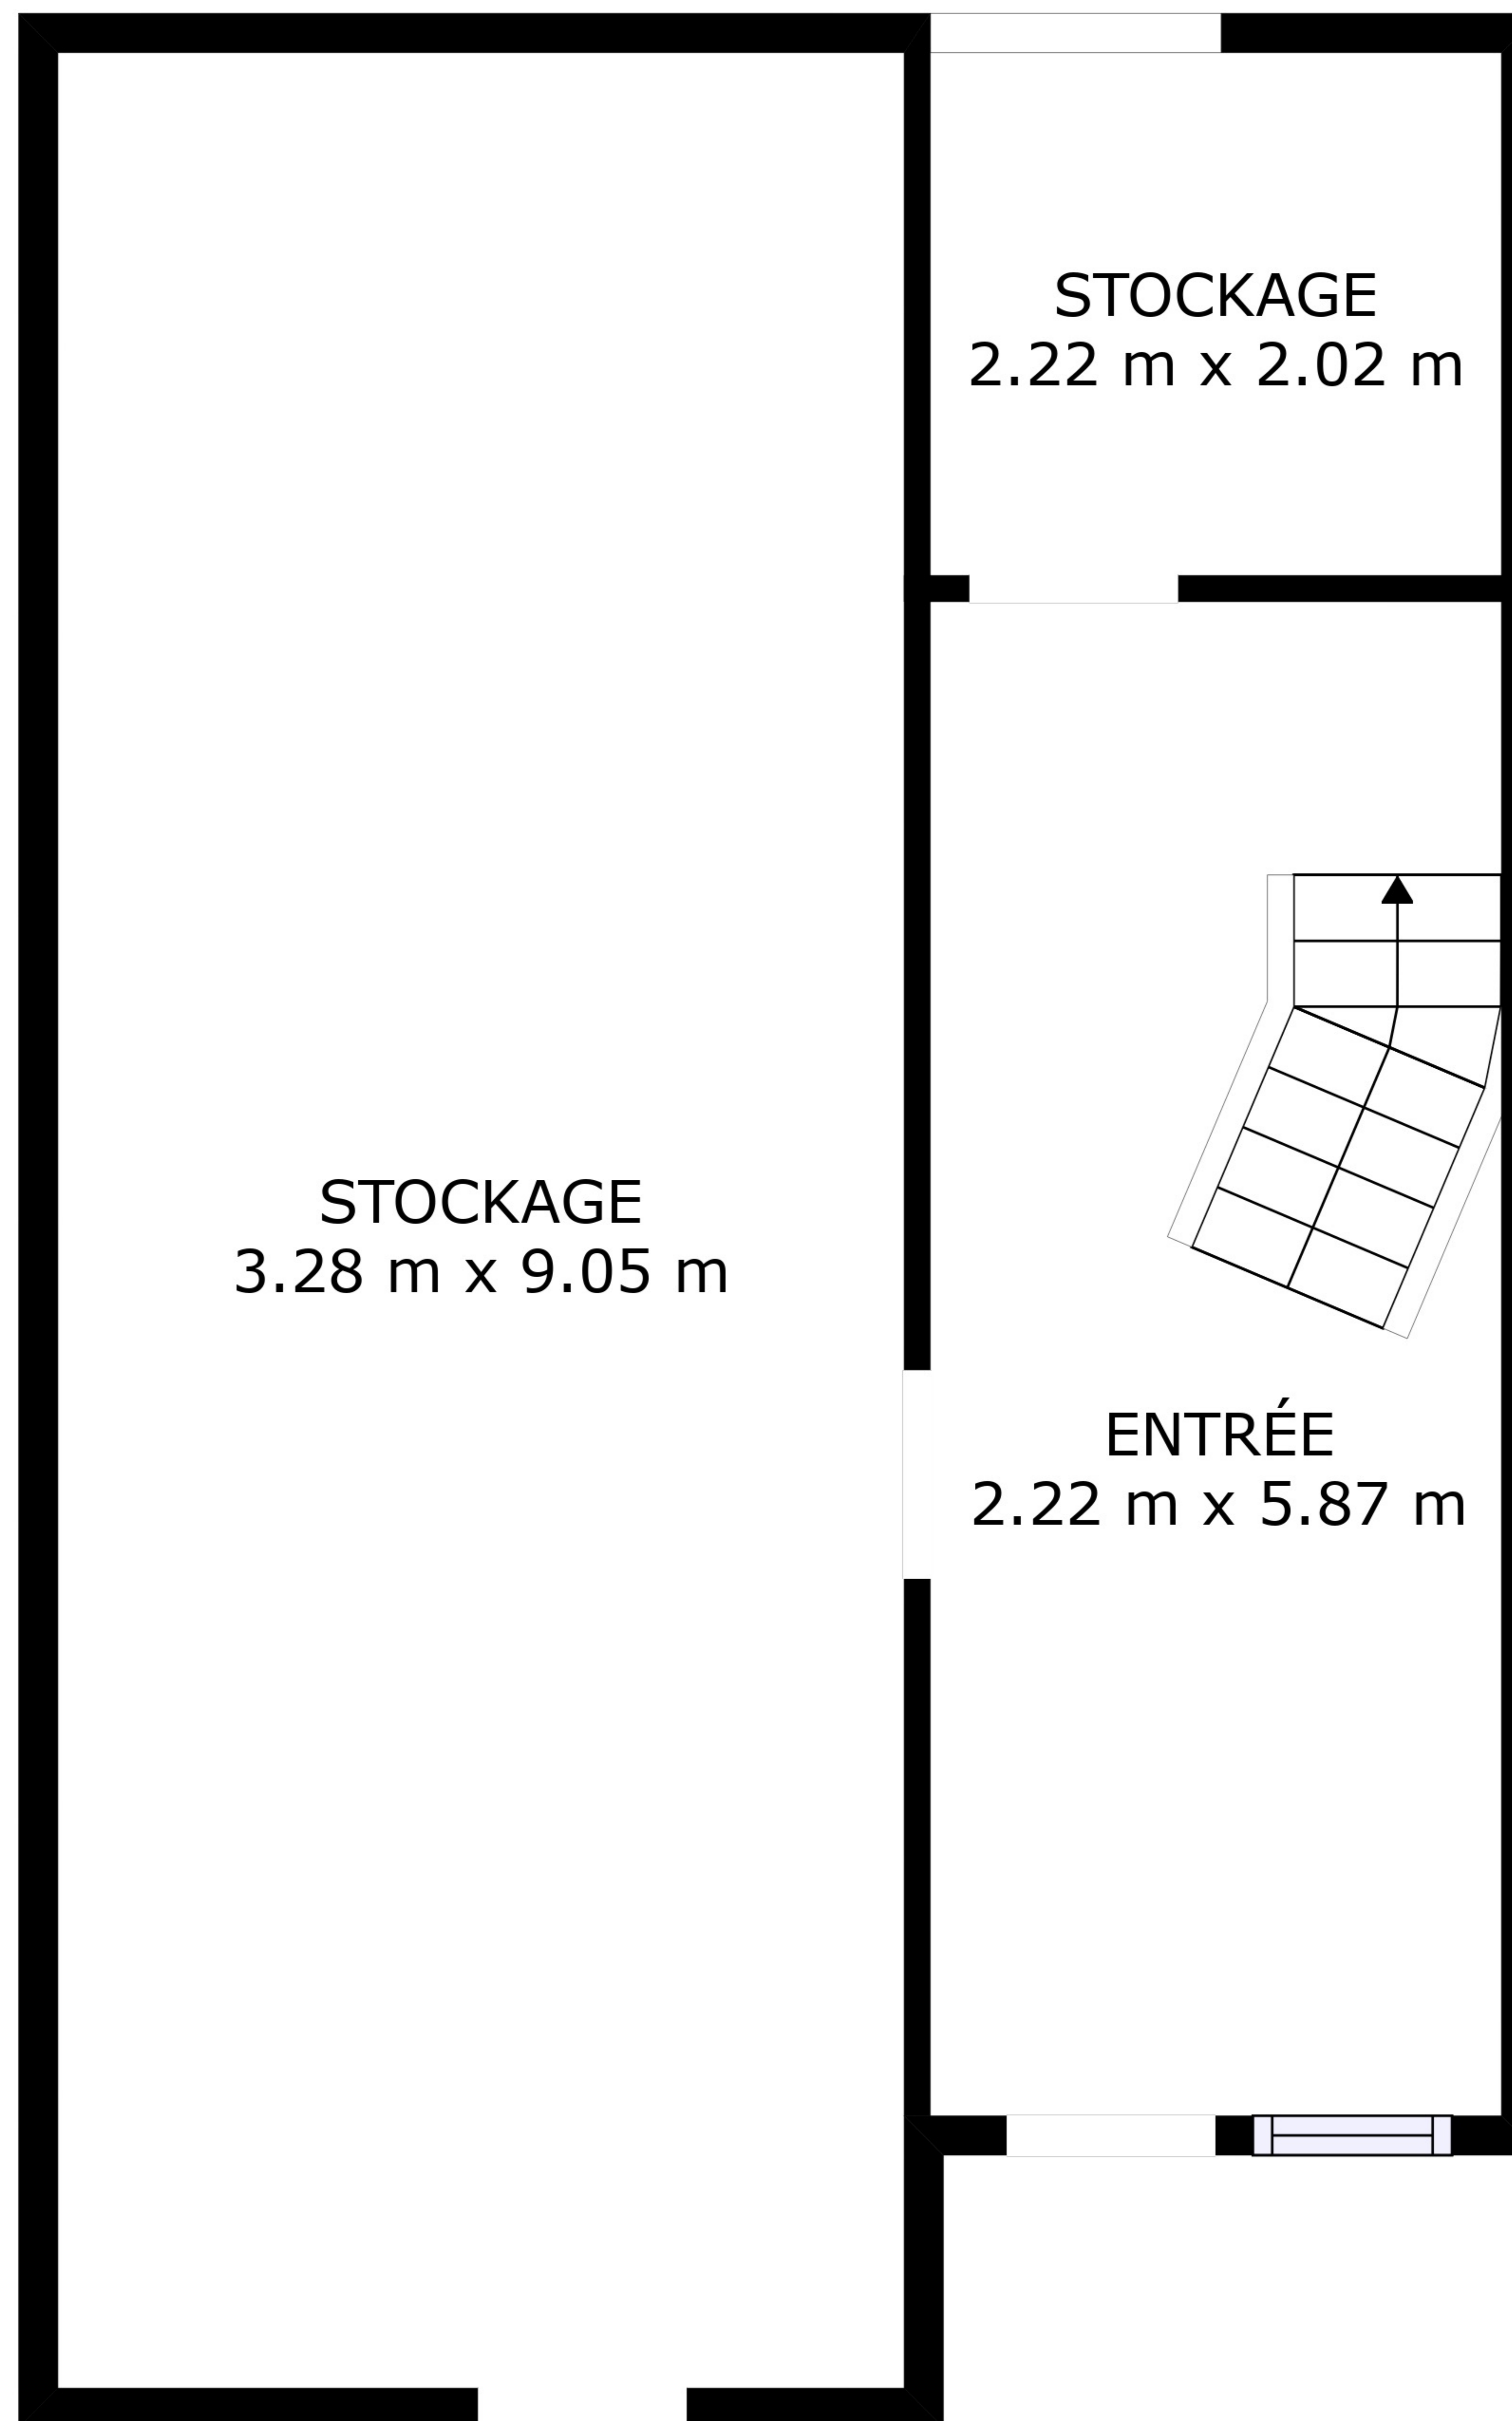 STOCKAGE
2.22 m x 2.02 m
STOCKAGE
3.28 m x 9.05 m
ENTRÉE
2.22 m x 5.87 m